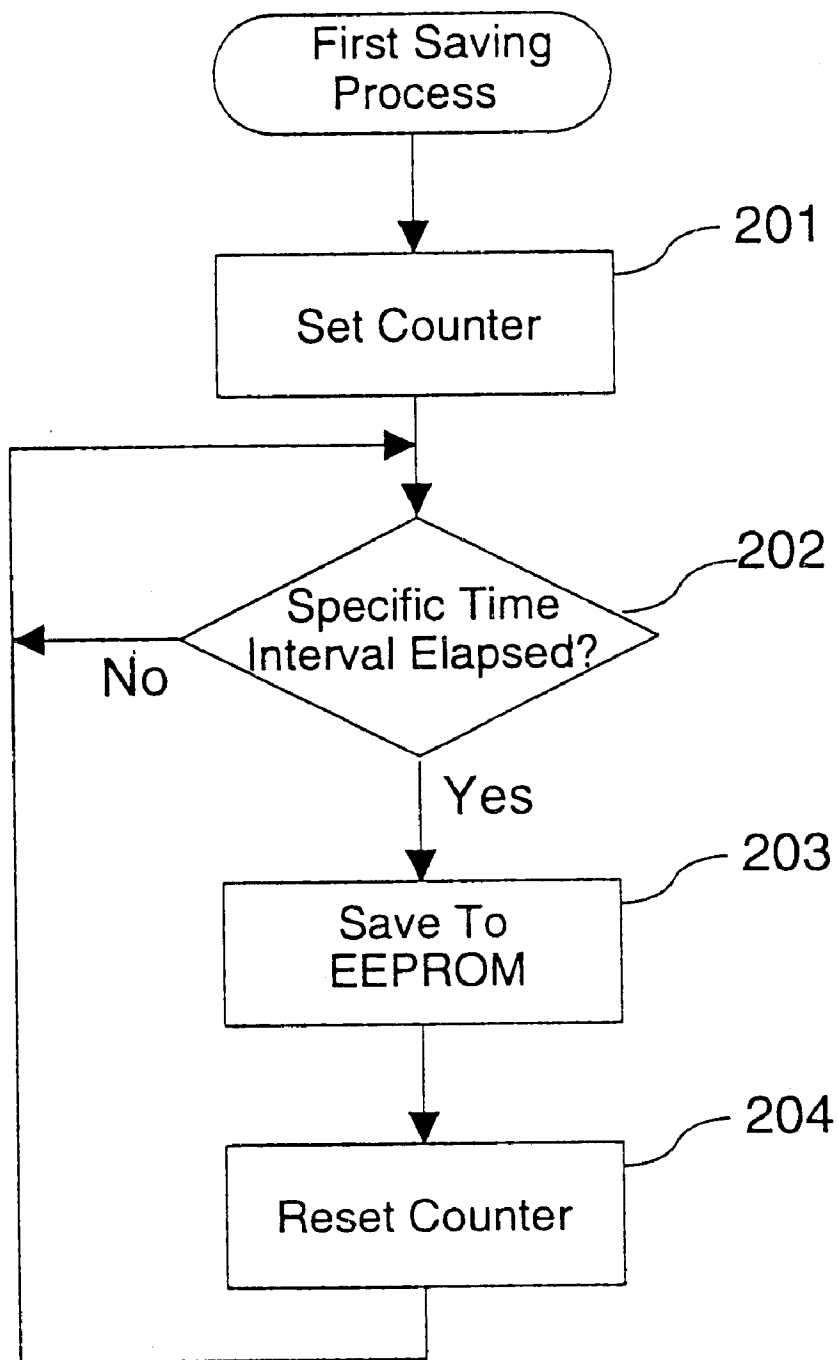 First Saving
Process
201
Set Counter
202
Specific Time
Interval Elapsed?
No
Yes
203
Save To
EEPROM
204
Reset Counter